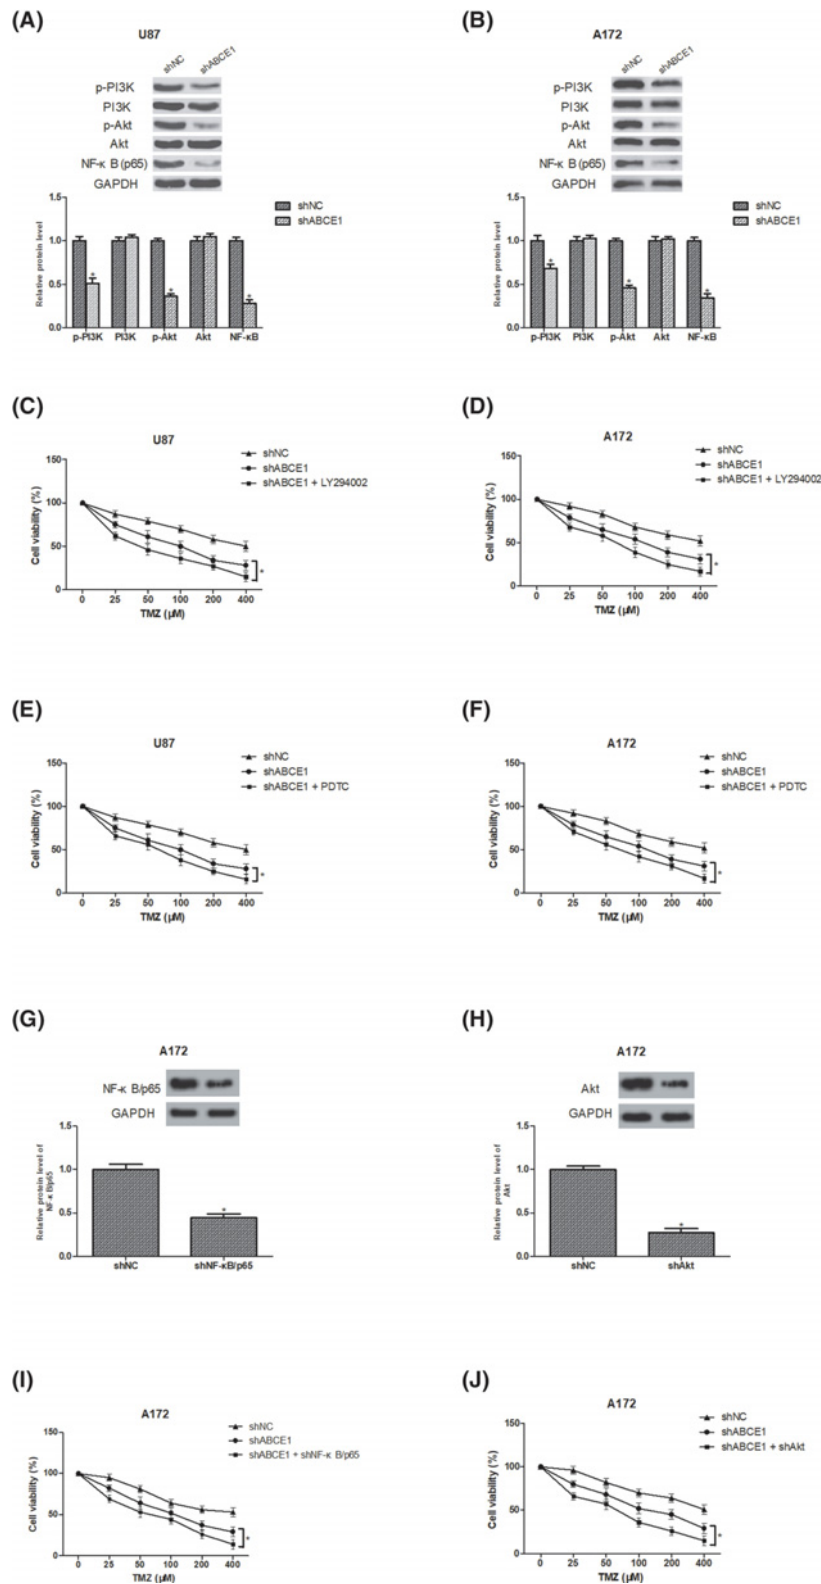 (A)
U87
shNC shABCE1
p-PI3K
PI3K
p-Akt
Akt
NF-κ B (p65)
GAPDH
Relative protein level
1.5
1.0
0.5
0.0
* * *
p-PI3K PI3K p-Akt Akt NF-κB
shNC
shABCE1
(B)
A172
shNC shABCE1
p-PI3K
PI3K
p-Akt
Akt
NF-κ B (p65)
GAPDH
Relative protein level
1.5
1.0
0.5
0.0
* * *
p-PI3K PI3K p-Akt Akt NF-κB
shNC
shABCE1
(C)
U87
shNC
shABCE1
shABCE1 + LY294002
Cell viability (%)
150
100
50
0
*
0 25 50 100 200 400
TMZ (μM)
(D)
A172
shNC
shABCE1
shABCE1 + LY294002
Cell viability (%)
150
100
50
0
*
0 25 50 100 200 400
TMZ (μM)
(E)
U87
shNC
shABCE1
shABCE1 + PDTC
Cell viability (%)
150
100
50
0
*
0 25 50 100 200 400
TMZ (μM)
(F)
A172
shNC
shABCE1
shABCE1 + PDTC
Cell viability (%)
150
100
50
0
*
0 25 50 100 200 400
TMZ (μM)
(G)
A172
NF-κ B/p65
GAPDH
Relative protein level of
NF-κ B/p65
1.5
1.0
0.5
0.0
*
shNC shNF-κB/p65
(H)
A172
Akt
GAPDH
Relative protein level of
Akt
1.5
1.0
0.5
0.0
*
shNC shAkt
(I)
A172
shNC
shABCE1
shABCE1 + shNF-κ B/p65
Cell viability (%)
150
100
50
0
*
0 25 50 100 200 400
TMZ (μM)
(J)
A172
shNC
shABCE1
shABCE1 + shAkt
Cell viability (%)
150
100
50
0
*
0 25 50 100 200 400
TMZ (μM)